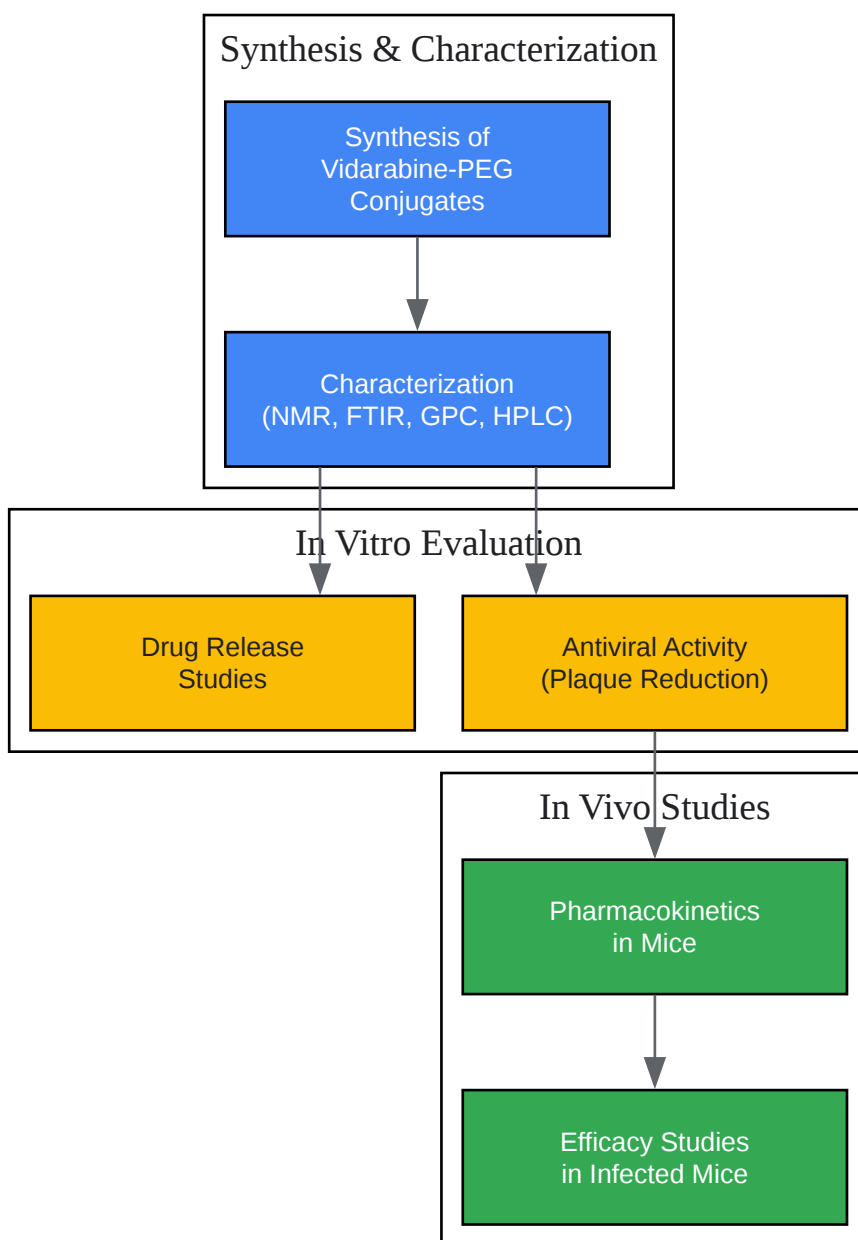 Synthesis & Characterization
Synthesis of
Vidarabine-PEG
Conjugates
Characterization
(NMR, FTIR, GPC, HPLC)
In Vitro Evaluation
Drug Release
Studies
Antiviral Activity
(Plaque Reduction)
In Vivo Studies
Pharmacokinetics
in Mice
Efficacy Studies
in Infected Mice